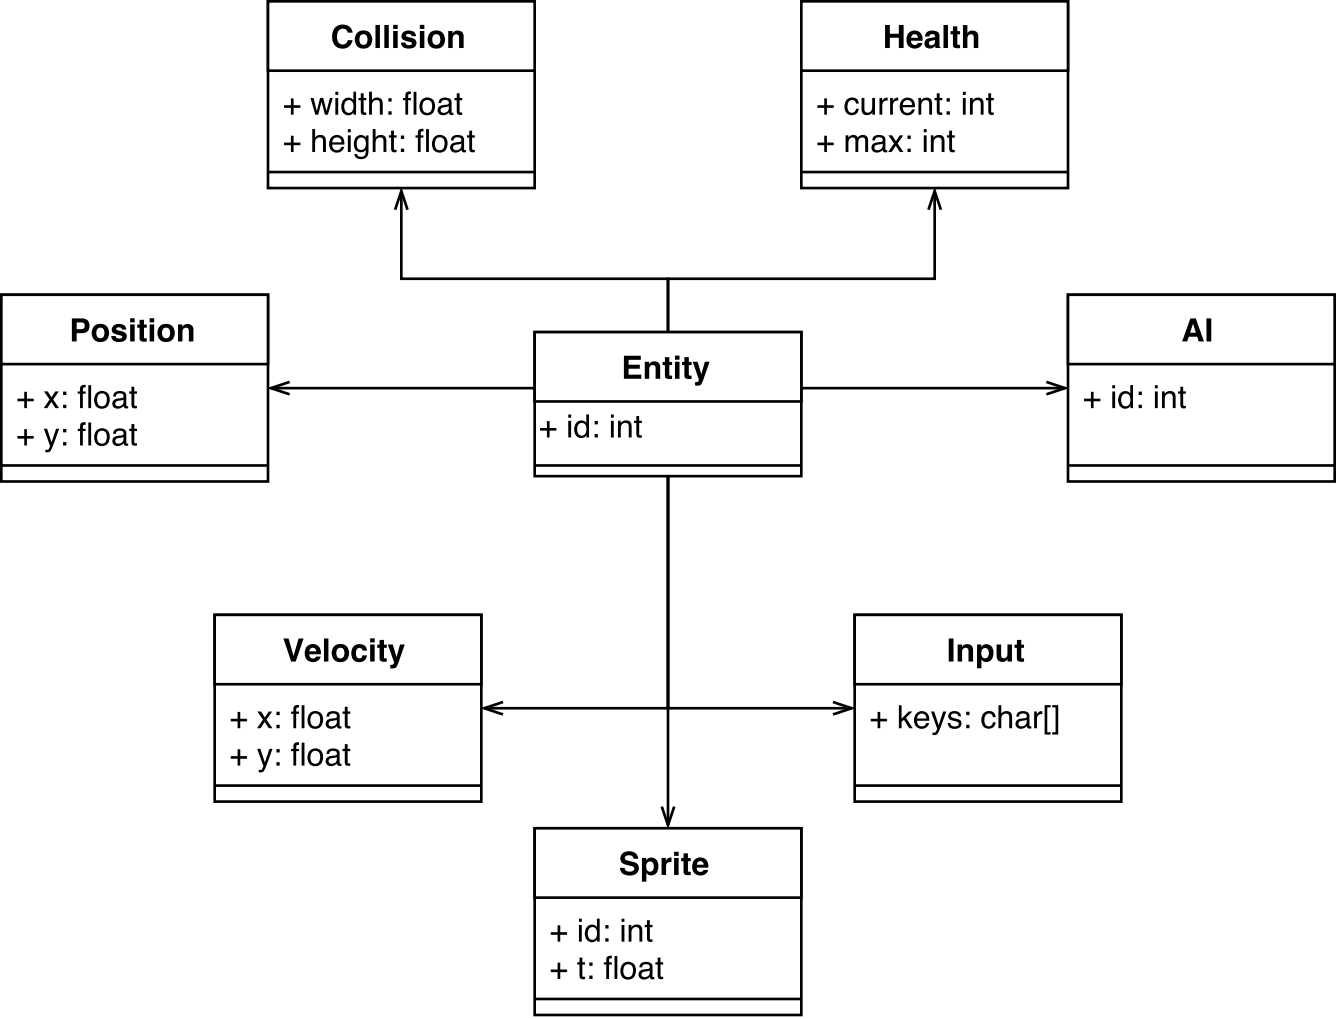 Collision
+ width: float
+ height: float
Health
+ current: int
+ max: int
Position
+ x: float
+ y: float
Entity
+ id: int
AI
+ id: int
Velocity
+ x: float
+ y: float
Input
+ keys: char[]
Sprite
+ id: int
+ t: float